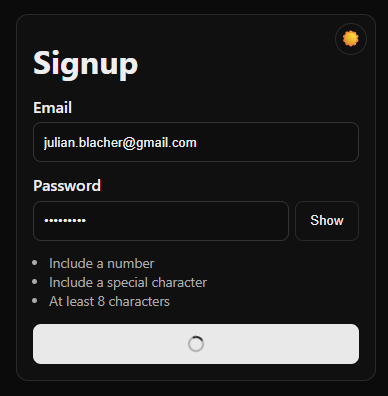 Signup
Email
julian.blacher@gmail.com
Password
•••••••••
Show
Include a number
Include a special character
At least 8 characters